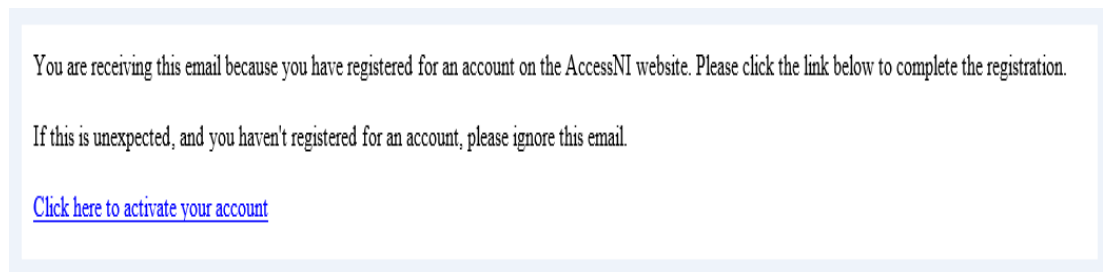 You are receiving this email because you have registered for an account on the AccessNI website. Please click the link below to complete the registration.
If this is unexpected, and you haven't registered for an account, please ignore this email.
Click here to activate your account